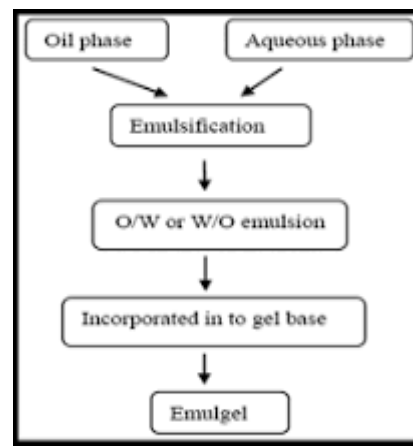 Oil phase
Aqueous phase
Emulsification
O/W or W/O emulsion
Incorporated in to gel base
Emulgel